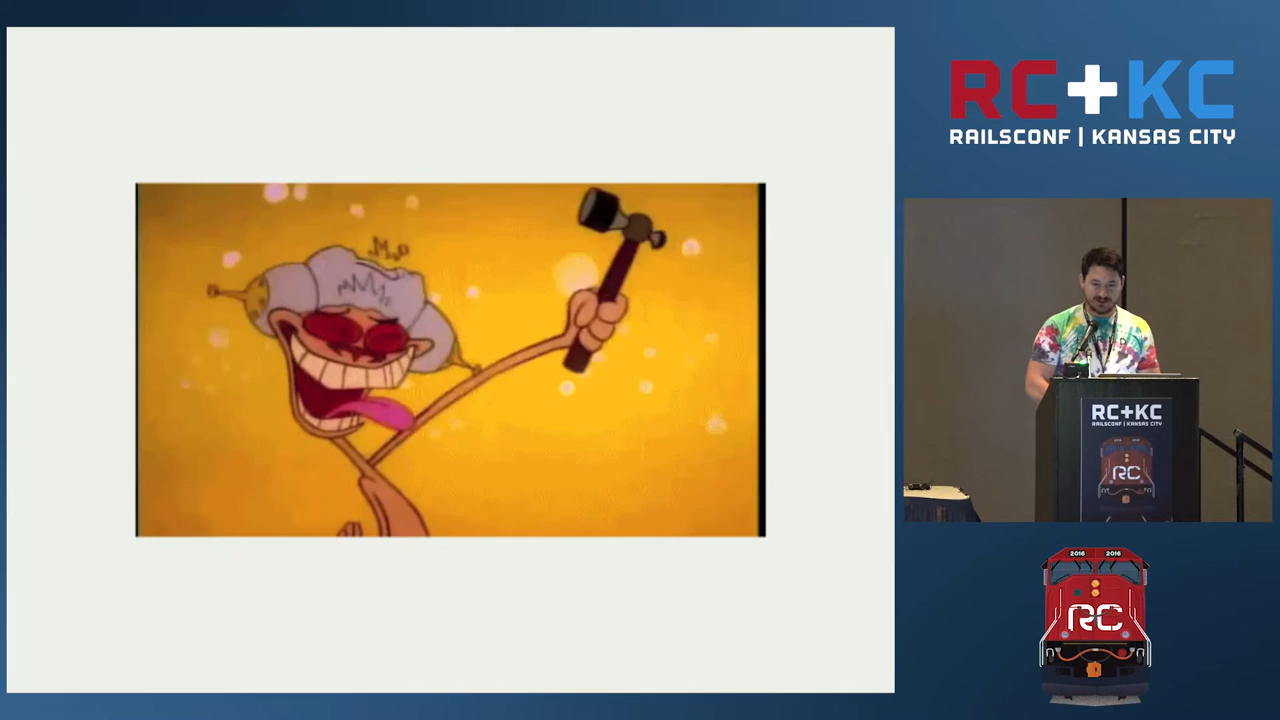 RC+KC
RAILSCONF | KANSAS CITY
RC+KC
RAILSCONF | KANSAS CITY
RC
2016 2016
RC